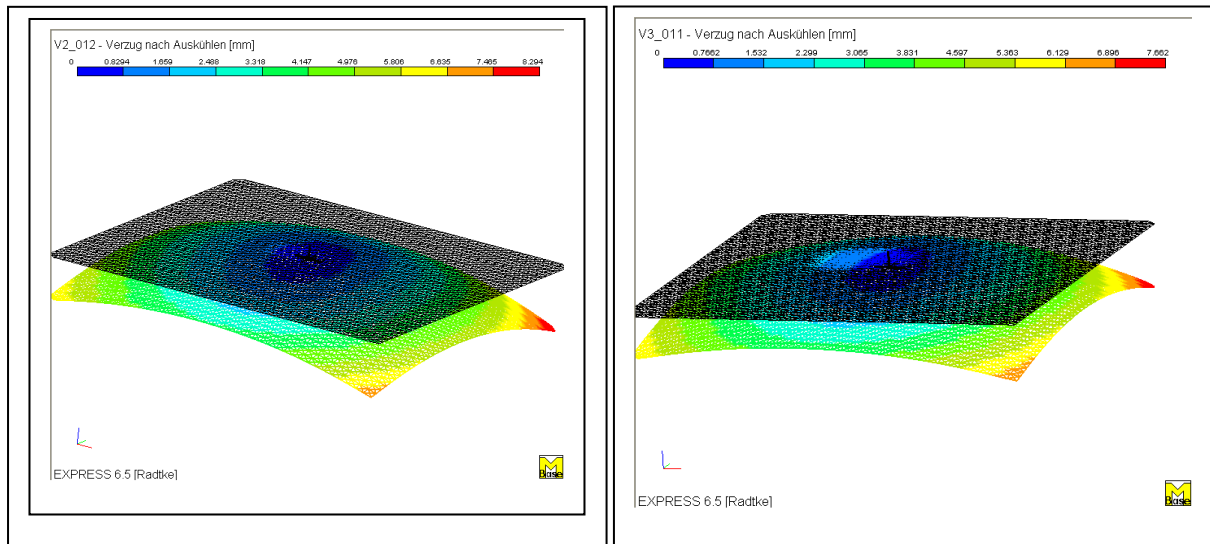 V2_012 - Verzug nach Auskühlen [mm]
0 0.8294 1.659 2.488 3.318 4.147 4.976 5.806 6.635 7.465 8.294
EXPRESS 6.5 [Radtke]
M
Base
V3_011 - Verzug nach Auskühlen [mm]
0 0.7662 1.532 2.299 3.065 3.831 4.597 5.363 6.129 6.896 7.662
EXPRESS 6.5 [Radtke]
M
Base